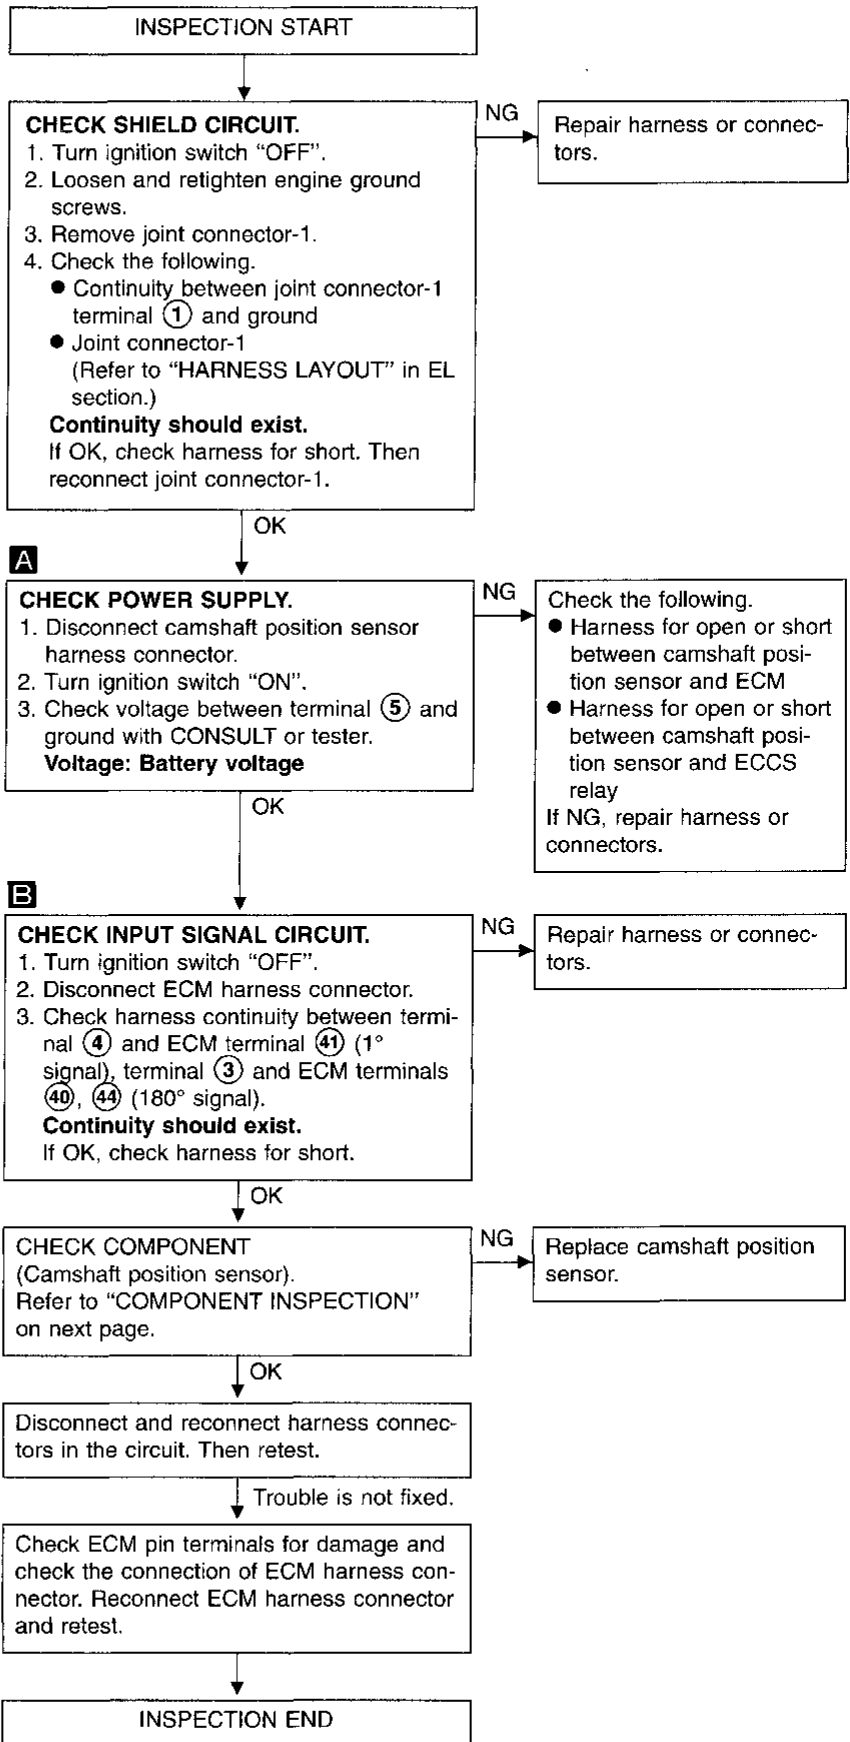 INSPECTION START
CHECK SHIELD CIRCUIT.
1. Turn ignition switch “OFF”.
2. Loosen and retighten engine ground
screws.
3. Remove joint connector-1.
4. Check the following.
● Continuity between joint connector-1
terminal ① and ground
● Joint connector-1
(Refer to “HARNESS LAYOUT” in EL
section.)
Continuity should exist.
If OK, check harness for short. Then
reconnect joint connector-1.
NG
Repair harness or connec-
tors.
OK
A
CHECK POWER SUPPLY.
1. Disconnect camshaft position sensor
harness connector.
2. Turn ignition switch “ON”.
3. Check voltage between terminal ⑤ and
ground with CONSULT or tester.
Voltage: Battery voltage
NG
Check the following.
● Harness for open or short
between camshaft posi-
tion sensor and ECM
● Harness for open or short
between camshaft posi-
tion sensor and ECCS
relay
If NG, repair harness or
connectors.
OK
B
CHECK INPUT SIGNAL CIRCUIT.
1. Turn ignition switch “OFF”.
2. Disconnect ECM harness connector.
3. Check harness continuity between termi-
nal ④ and ECM terminal ㊶ (1°
signal), terminal ③ and ECM terminals
㊵, ㊹ (180° signal).
Continuity should exist.
If OK, check harness for short.
NG
Repair harness or connec-
tors.
OK
CHECK COMPONENT
(Camshaft position sensor).
Refer to “COMPONENT INSPECTION”
on next page.
NG
Replace camshaft position
sensor.
OK
Disconnect and reconnect harness connec-
tors in the circuit. Then retest.
Trouble is not fixed.
Check ECM pin terminals for damage and
check the connection of ECM harness con-
nector. Reconnect ECM harness connector
and retest.
INSPECTION END